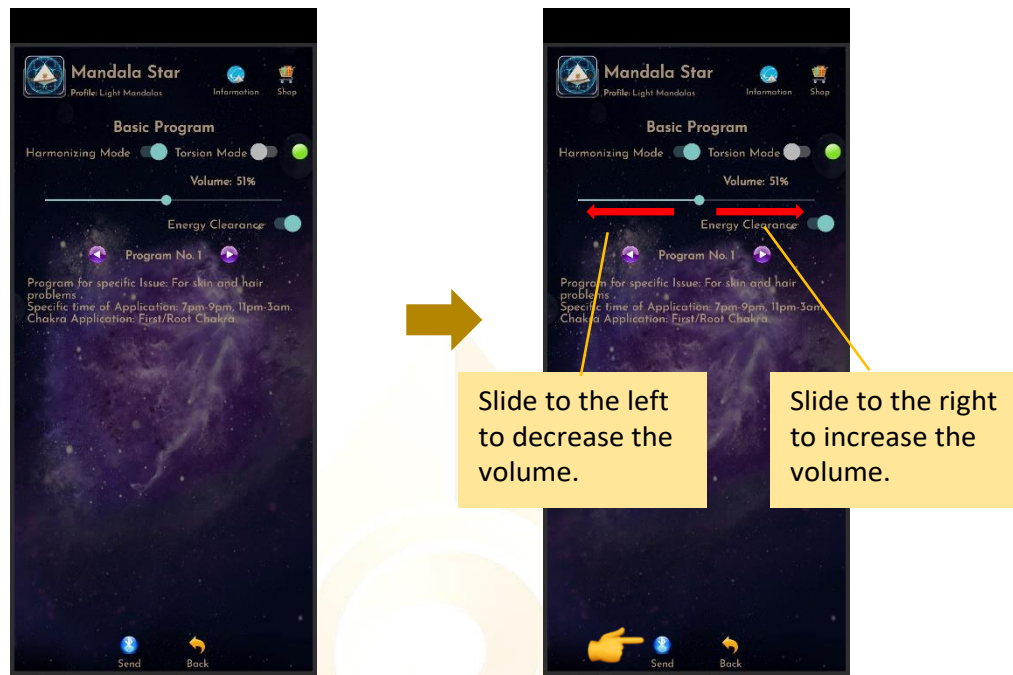 Mandala Star
Profile: Light Mandalas
Information
Shop
Basic Program
Harmonizing Mode
Torsion Mode
Volume: 51%
Energy Clearance
Program No. 1
Program for specific Issue: For skin and hair
problems .
Specific time of Application: 7pm-9pm, 11pm-3am.
Chakra Application: First/Root Chakra
Send
Back
Mandala Star
Profile: Light Mandalas
Information
Shop
Basic Program
Harmonizing Mode
Torsion Mode
Volume: 51%
Energy Clearance
Program No. 1
Program for specific Issue: For skin and hair
problems .
Specific time of Application: 7pm-9pm, 11pm-3am.
Chakra Application: First/Root Chakra
Slide to the left
to decrease the
volume.
Slide to the right
to increase the
volume.
Send
Back